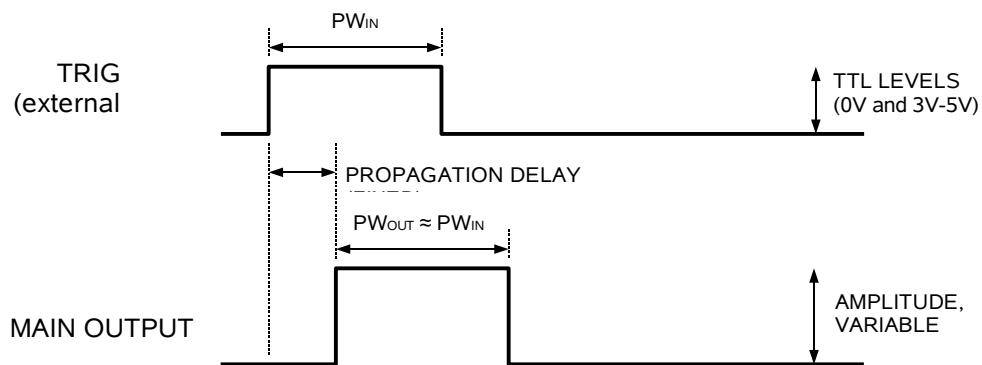 PWIN
TRIG
(external
TTL LEVELS
(0V and 3V-5V)
PROPAGATION DELAY
PWOUT ≈ PWIN
MAIN OUTPUT
AMPLITUDE,
VARIABLE